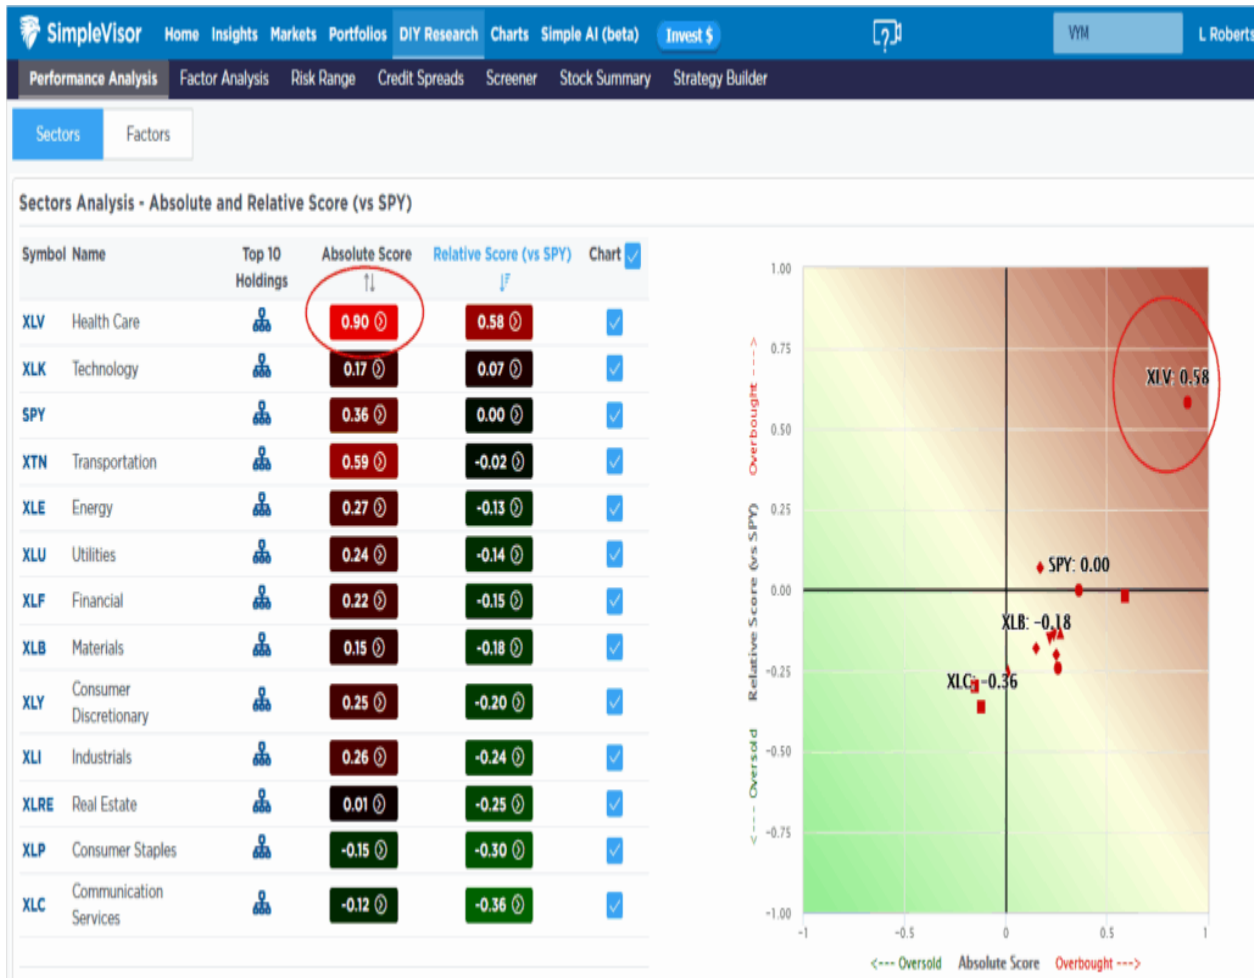 SimpleVisor Home Insights Markets Portfolios DIY Research Charts Simple AI (beta) Invest $ ? VYM L Roberts
Performance Analysis Factor Analysis Risk Range Credit Spreads Screener Stock Summary Strategy Builder
Sectors Factors
Sectors Analysis - Absolute and Relative Score (vs SPY)
Symbol Name Top 10 Holdings Absolute Score Relative Score (vs SPY) Chart
XLV Health Care 0.90 0.58
XLK Technology 0.17 0.07
SPY 0.36 0.00
XTN Transportation 0.59 -0.02
XLE Energy 0.27 -0.13
XLU Utilities 0.24 -0.14
XLF Financial 0.22 -0.15
XLB Materials 0.15 -0.18
XLY Consumer Discretionary 0.25 -0.20
XLI Industrials 0.26 -0.24
XLRE Real Estate 0.01 -0.25
XLP Consumer Staples -0.15 -0.30
XLC Communication Services -0.12 -0.36
<--- Oversold Relative Score (vs SPY) Overbought --->
1.00
0.75
0.50
0.25
0.00
-0.25
-0.50
-0.75
-1.00
XLV: 0.58
SPY: 0.00
XLB: -0.18
XLC: -0.36
-1 -0.5 0 0.5 1
<--- Oversold Absolute Score Overbought --->